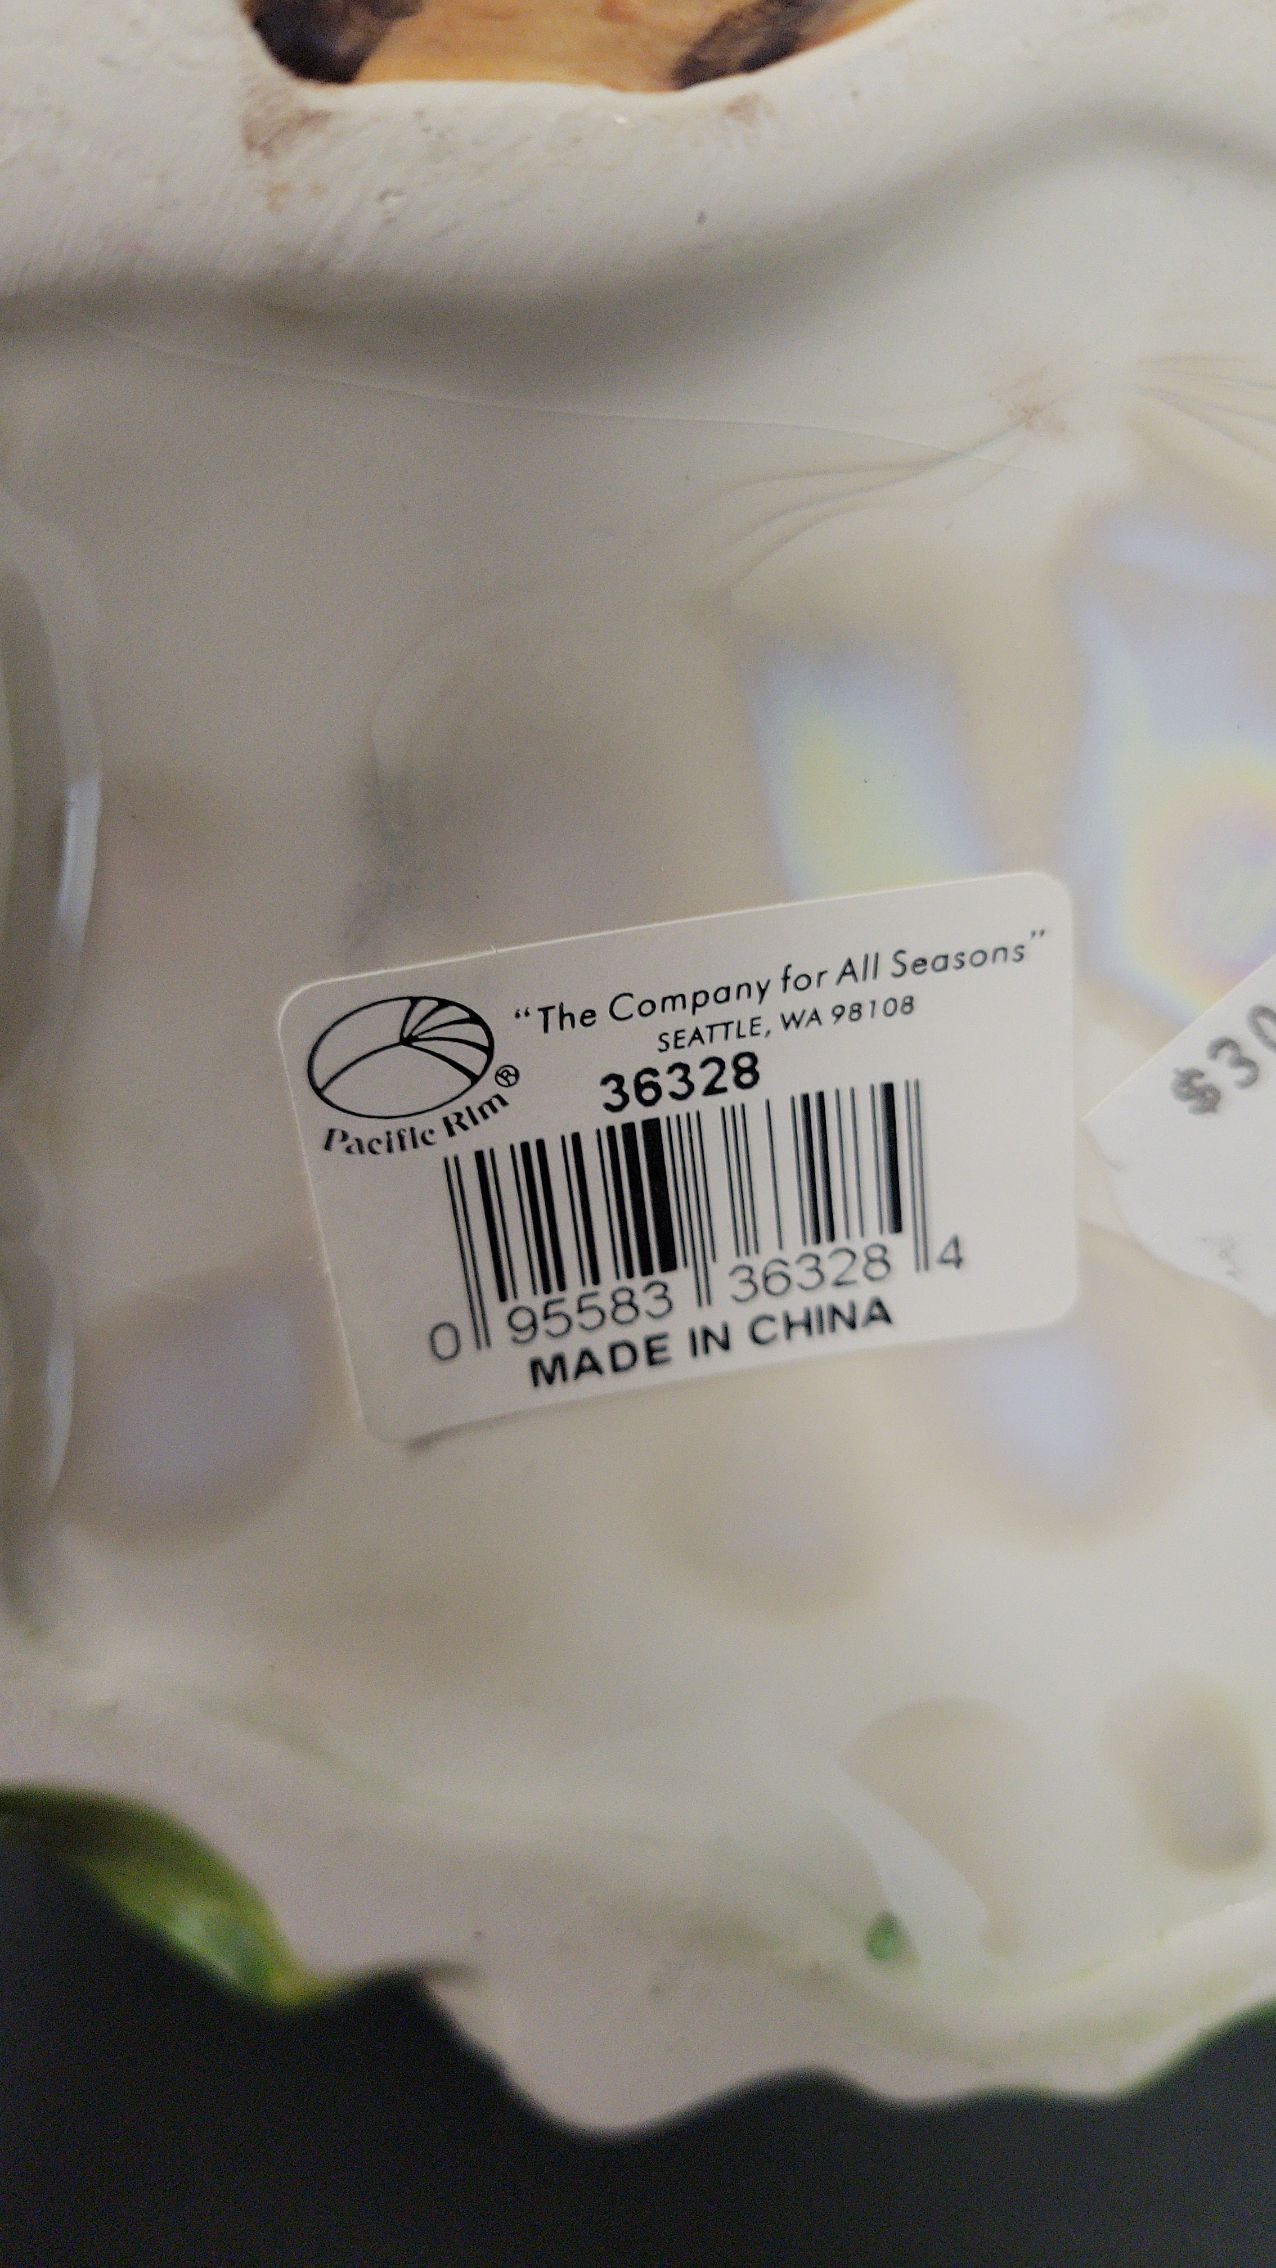 "The Company for All Seasons"
SEATTLE, WA 98108
Pacific Rim®
36328
0 95583 36328 4
MADE IN CHINA